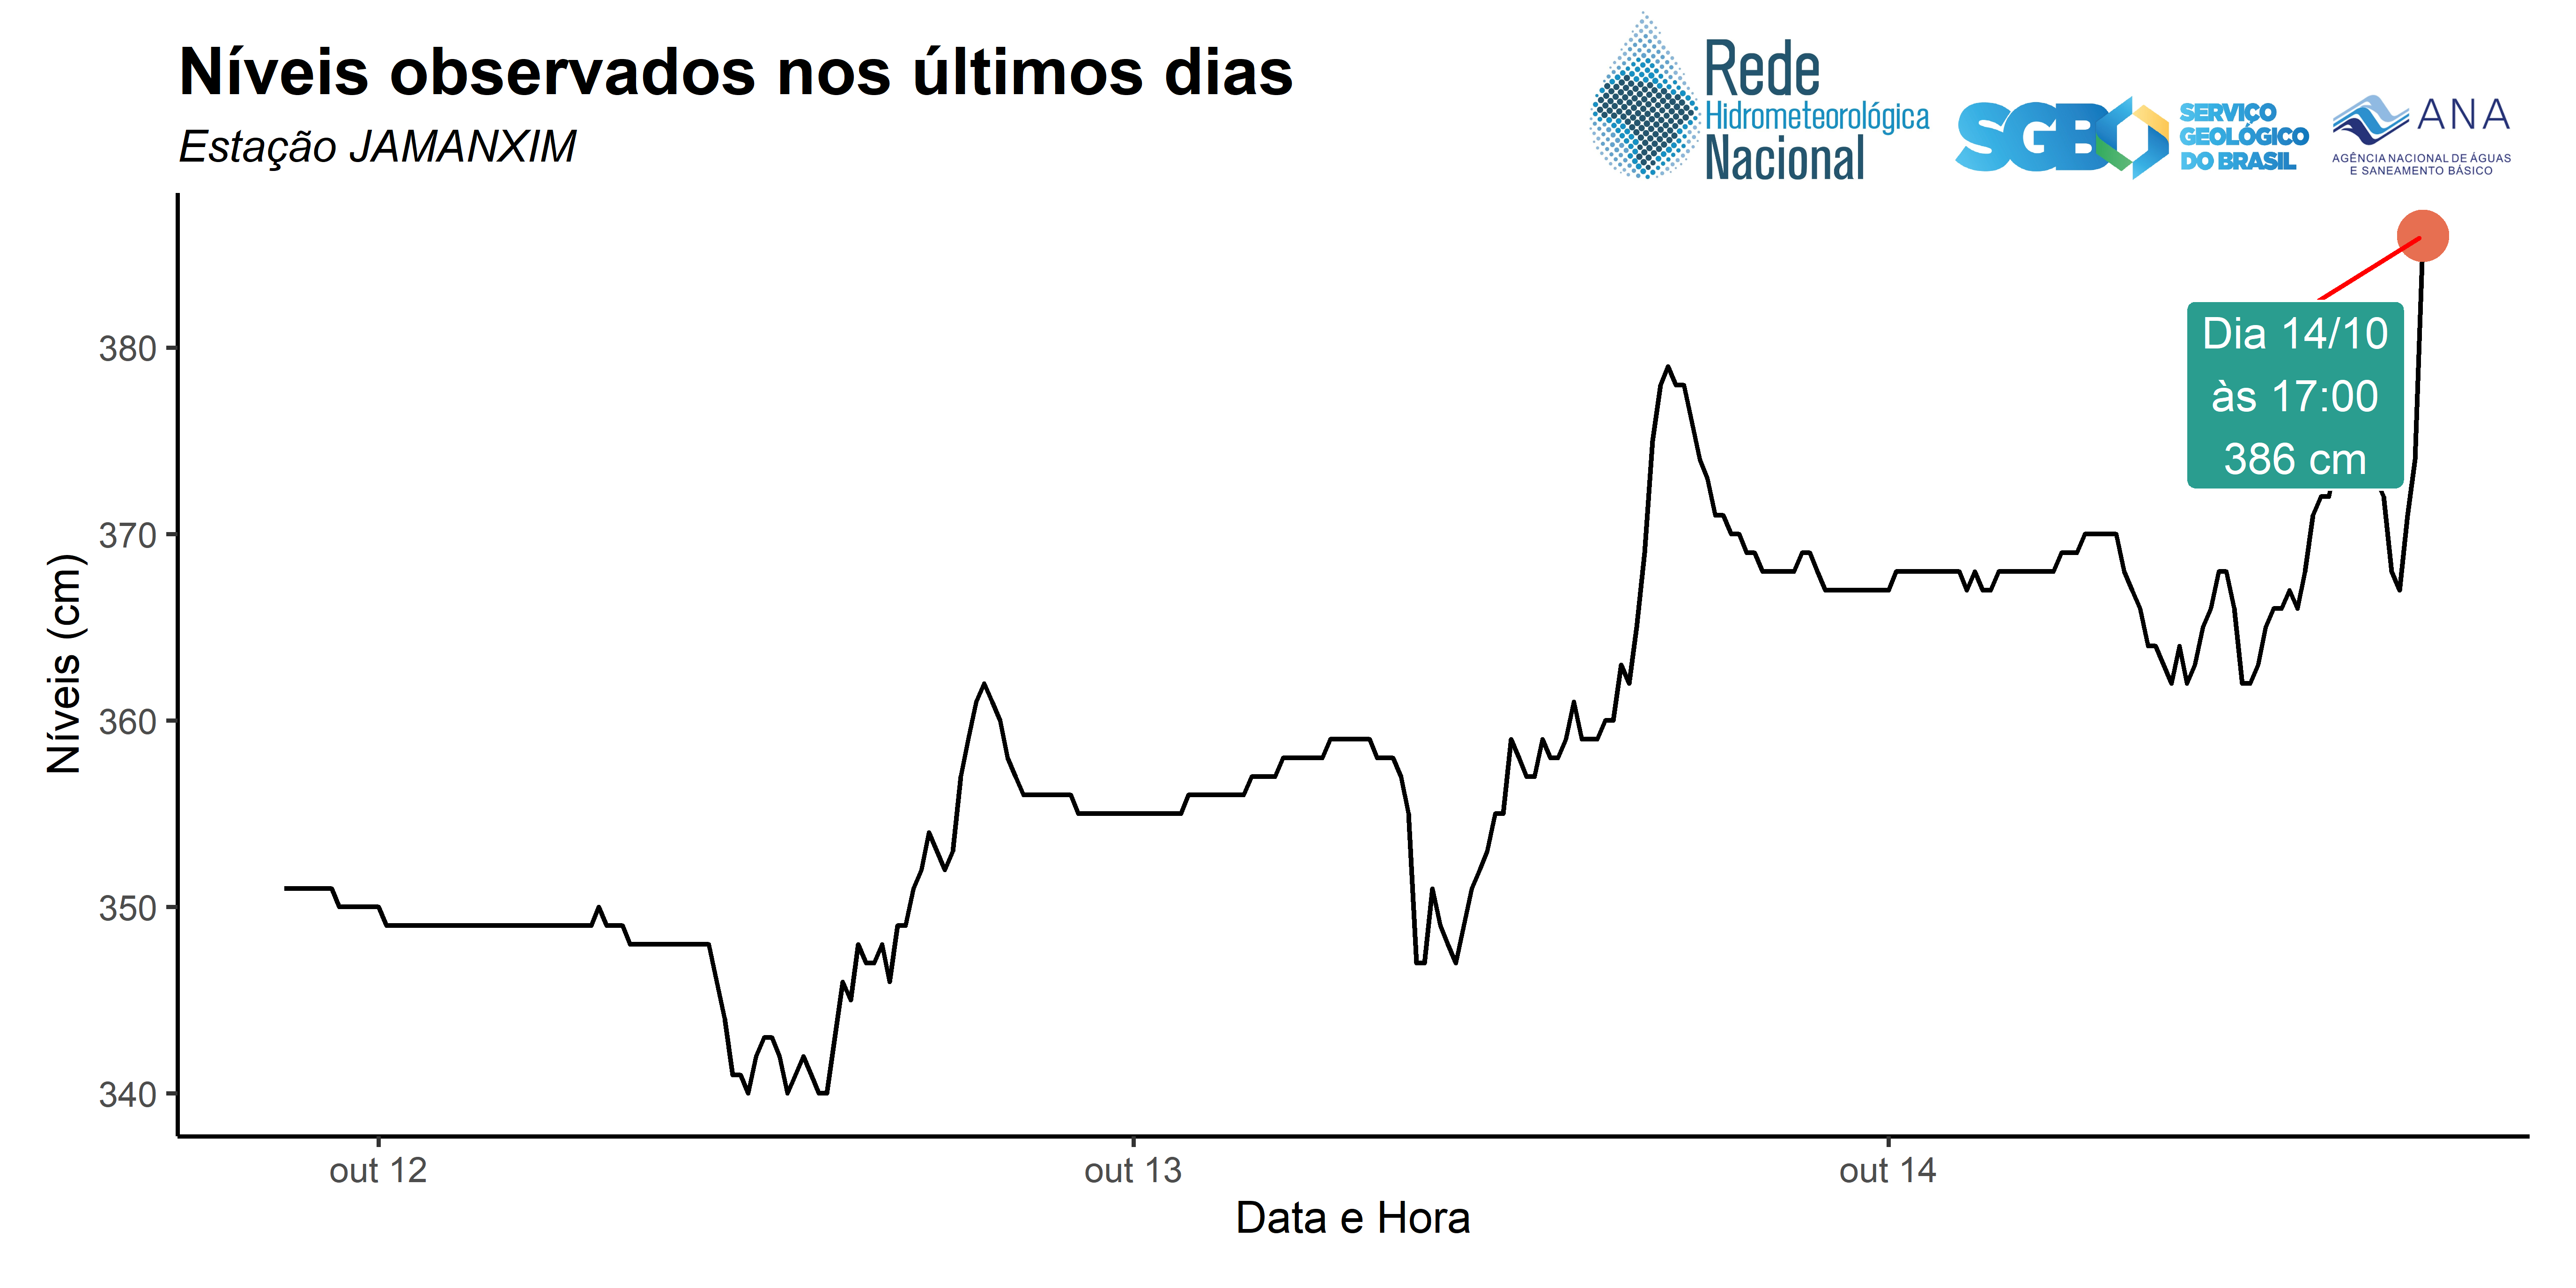 Níveis observados nos últimos dias
Estação JAMANXIM
Rede
Hidrometeorológica
Nacional
SGB
SERVIÇO
GEOLÓGICO
DO BRASIL
ANA
AGÊNCIA NACIONAL DE ÁGUAS
E SANEAMENTO BÁSICO
Dia 14/10
às 17:00
386 cm
Níveis (cm)
380
370
360
350
340
out 12
out 13
out 14
Data e Hora